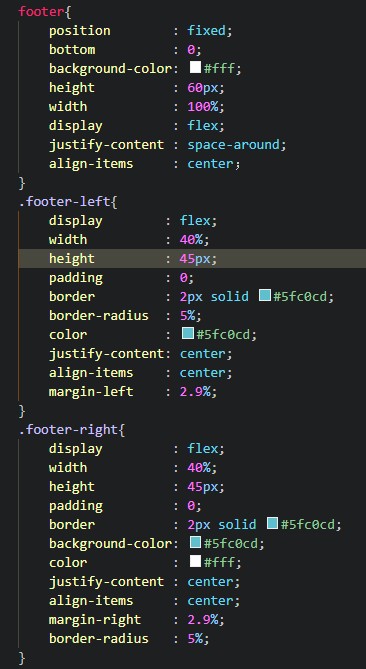 footer{
    position        : fixed;
    bottom          : 0;
    background-color: #fff;
    height          : 60px;
    width           : 100%;
    display         : flex;
    justify-content : space-around;
    align-items     : center;
}
.footer-left{
    display        : flex;
    width          : 40%;
    height         : 45px;
    padding        : 0;
    border         : 2px solid #5fc0cd;
    border-radius  : 5%;
    color          : #5fc0cd;
    justify-content: center;
    align-items    : center;
    margin-left    : 2.9%;
}
.footer-right{
    display         : flex;
    width           : 40%;
    height          : 45px;
    padding         : 0;
    border          : 2px solid #5fc0cd;
    background-color: #5fc0cd;
    color           : #fff;
    justify-content : center;
    align-items     : center;
    margin-right    : 2.9%;
    border-radius   : 5%;
}